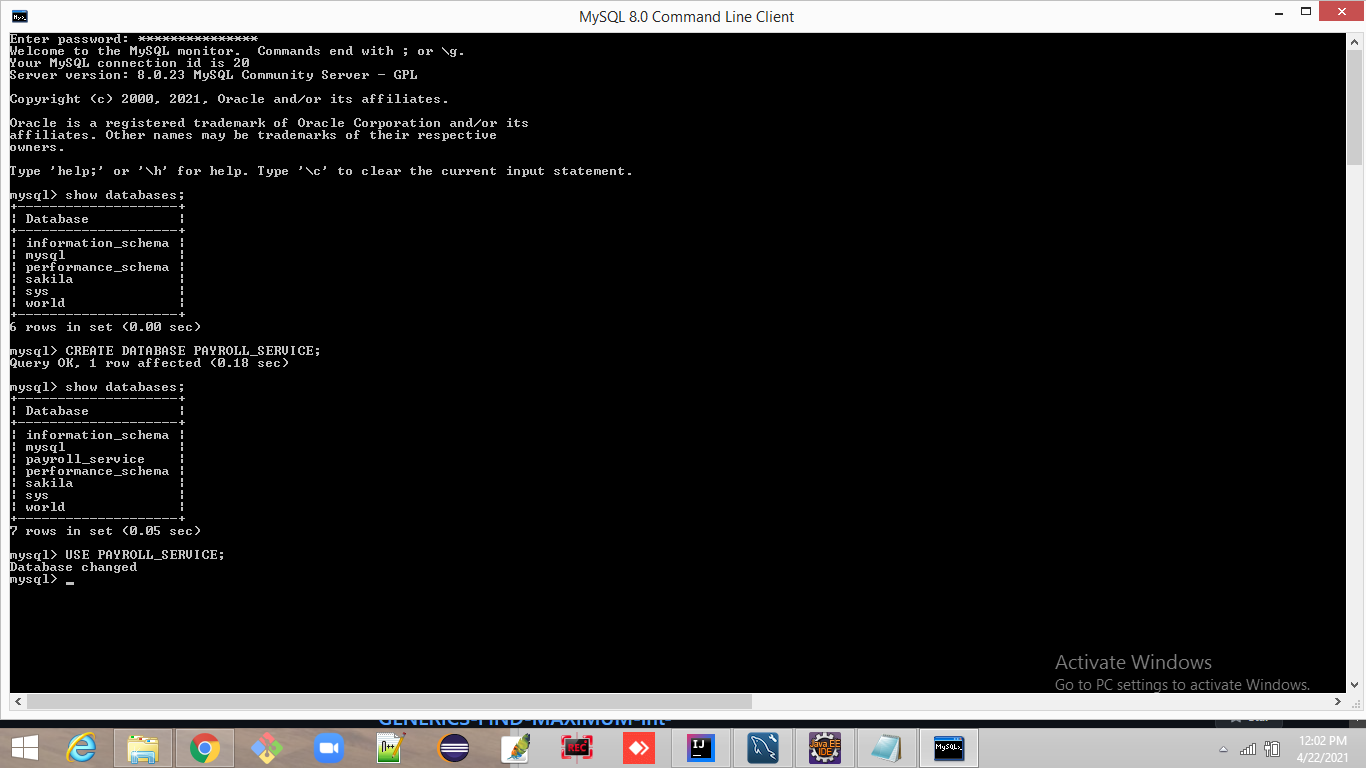 MySQL 8.0 Command Line Client
Enter password: ***************
Welcome to the MySQL monitor.  Commands end with ; or \g.
Your MySQL connection id is 20
Server version: 8.0.23 MySQL Community Server - GPL
Copyright (c) 2000, 2021, Oracle and/or its affiliates.
Oracle is a registered trademark of Oracle Corporation and/or its
affiliates. Other names may be trademarks of their respective
owners.
Type 'help;' or '\h' for help. Type '\c' to clear the current input statement.
mysql> show databases;
+--------------------+
| Database           |
+--------------------+
| information_schema |
| mysql              |
| performance_schema |
| sakila             |
| sys                |
| world              |
+--------------------+
6 rows in set (0.00 sec)
mysql> CREATE DATABASE PAYROLL_SERVICE;
Query OK, 1 row affected (0.18 sec)
mysql> show databases;
+--------------------+
| Database           |
+--------------------+
| information_schema |
| mysql              |
| payroll_service    |
| performance_schema |
| sakila             |
| sys                |
| world              |
+--------------------+
7 rows in set (0.05 sec)
mysql> USE PAYROLL_SERVICE;
Database changed
mysql> _
Activate Windows
Go to PC settings to activate Windows.
GENERICS-FIND-MAXIMUM-int-
n++
REC
IJ
Java EE
IDE
MySQL>
12:02 PM
4/22/2021